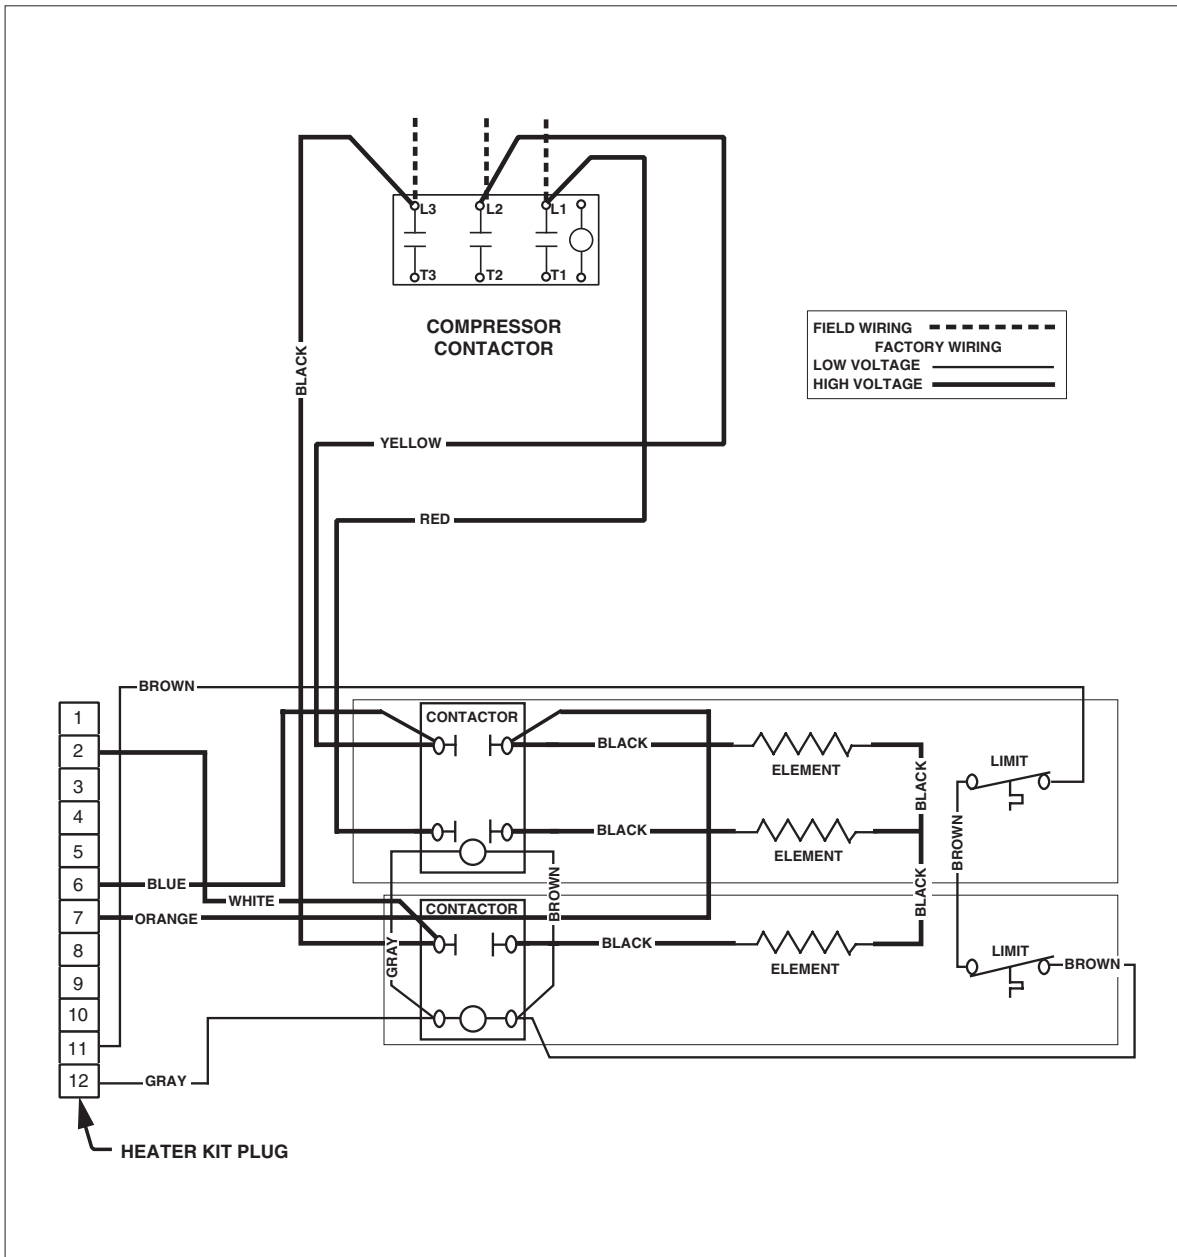 L3
L2
L1
T3
T2
T1
COMPRESSOR
CONTACTOR
FIELD WIRING
FACTORY WIRING
LOW VOLTAGE
HIGH VOLTAGE
BLACK
YELLOW
RED
BROWN
1
2
3
4
5
6
7
8
9
10
11
12
BLUE
WHITE
ORANGE
GRAY
HEATER KIT PLUG
CONTACTOR
BLACK
ELEMENT
BLACK
BLACK
ELEMENT
LIMIT
BROWN
BROWN
BLACK
CONTACTOR
GRAY
BLACK
ELEMENT
LIMIT
BROWN